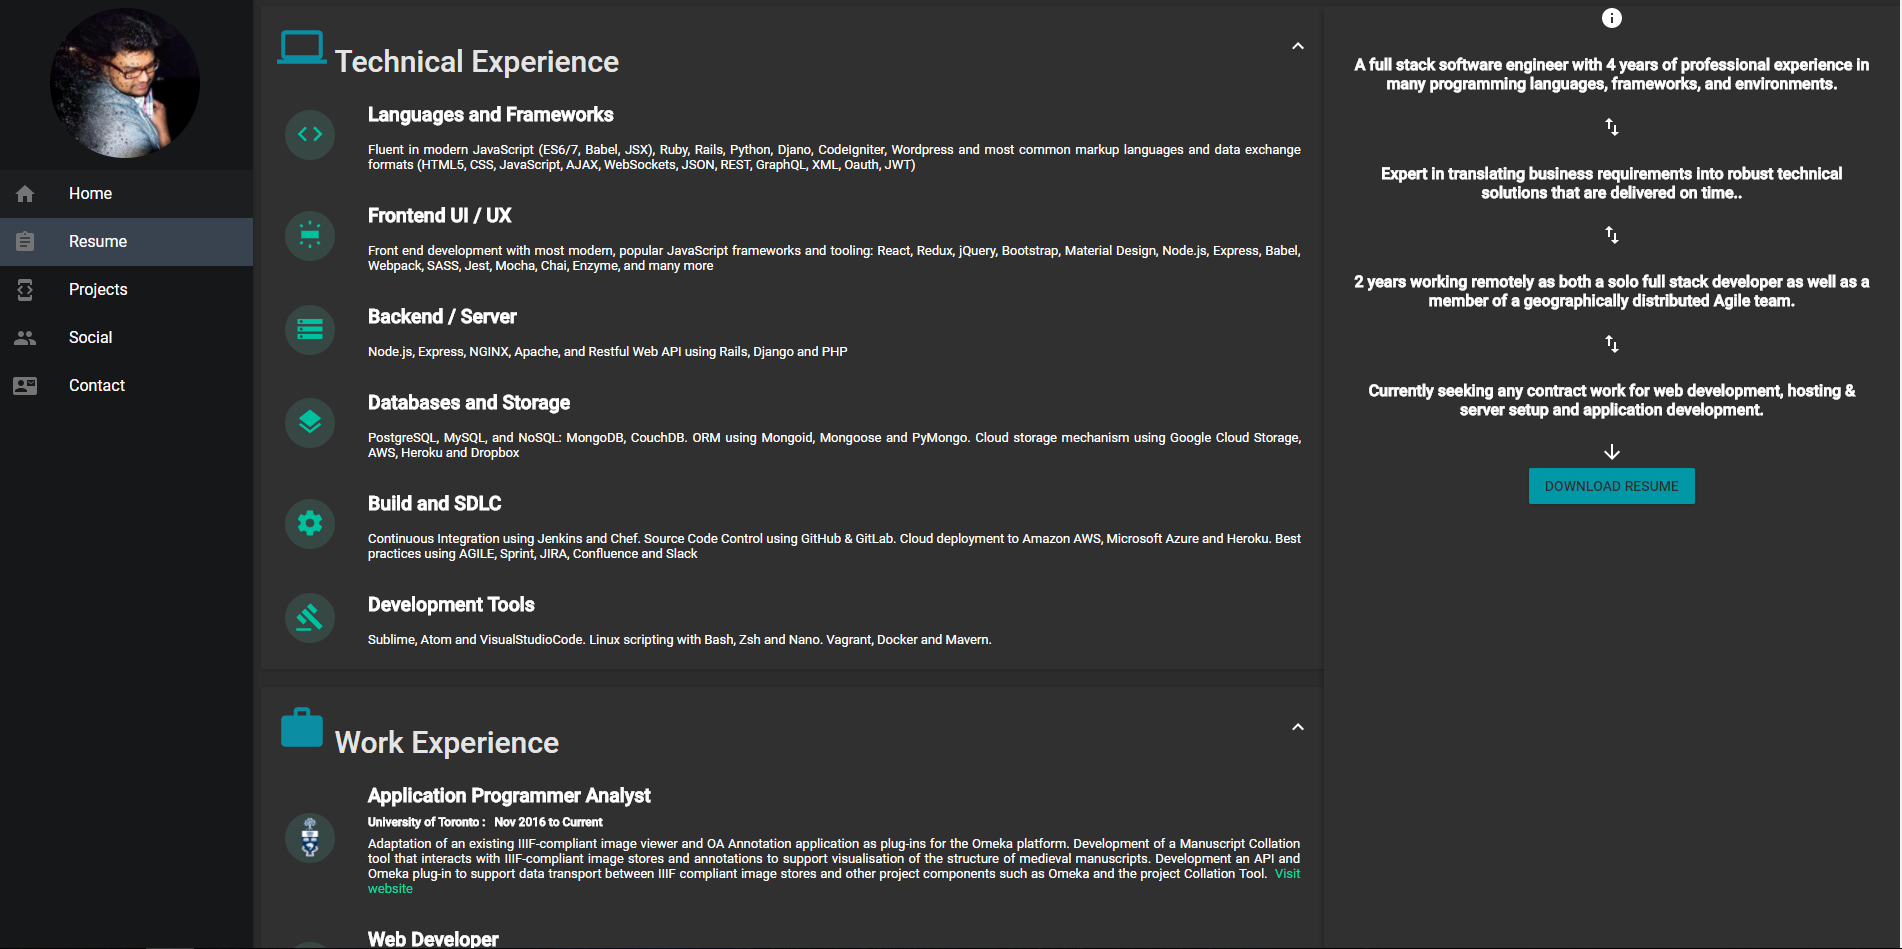 Home
Resume
Projects
Social
Contact
Technical Experience
Languages and Frameworks
Fluent in modern JavaScript (ES6/7, Babel, JSX), Ruby, Rails, Python, Djano, CodeIgniter, Wordpress and most common markup languages and data exchange
formats (HTML5, CSS, JavaScript, AJAX, WebSockets, JSON, REST, GraphQL, XML, Oauth, JWT)
Frontend UI / UX
Front end development with most modern, popular JavaScript frameworks and tooling: React, Redux, jQuery, Bootstrap, Material Design, Node.js, Express, Babel,
Webpack, SASS, Jest, Mocha, Chai, Enzyme, and many more
Backend / Server
Node.js, Express, NGINX, Apache, and Restful Web API using Rails, Django and PHP
Databases and Storage
PostgreSQL, MySQL, and NoSQL: MongoDB, CouchDB. ORM using Mongoid, Mongoose and PyMongo. Cloud storage mechanism using Google Cloud Storage,
AWS, Heroku and Dropbox
Build and SDLC
Continuous Integration using Jenkins and Chef. Source Code Control using GitHub & GitLab. Cloud deployment to Amazon AWS, Microsoft Azure and Heroku. Best
practices using AGILE, Sprint, JIRA, Confluence and Slack
Development Tools
Sublime, Atom and VisualStudioCode. Linux scripting with Bash, Zsh and Nano. Vagrant, Docker and Mavern.
Work Experience
Application Programmer Analyst
University of Toronto : Nov 2016 to Current
Adaptation of an existing IIIF-compliant image viewer and OA Annotation application as plug-ins for the Omeka platform. Development of a Manuscript Collation
tool that interacts with IIIF-compliant image stores and annotations to support visualisation of the structure of medieval manuscripts. Development an API and
Omeka plug-in to support data transport between IIIF compliant image stores and other project components such as Omeka and the project Collation Tool. Visit
website
Web Developer
A full stack software engineer with 4 years of professional experience in
many programming languages, frameworks, and environments.
Expert in translating business requirements into robust technical
solutions that are delivered on time..
2 years working remotely as both a solo full stack developer as well as a
member of a geographically distributed Agile team.
Currently seeking any contract work for web development, hosting &
server setup and application development.
DOWNLOAD RESUME